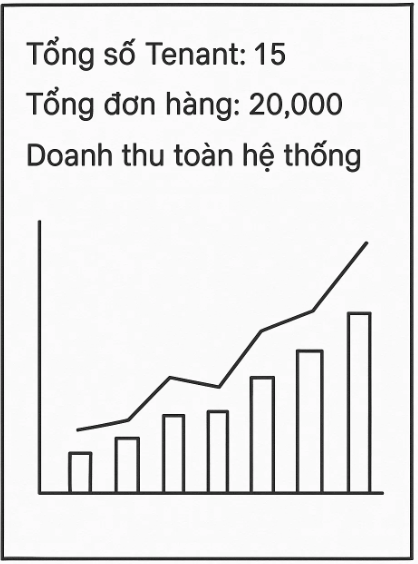 Tổng số Tenant: 15
Tổng đơn hàng: 20,000
Doanh thu toàn hệ thống